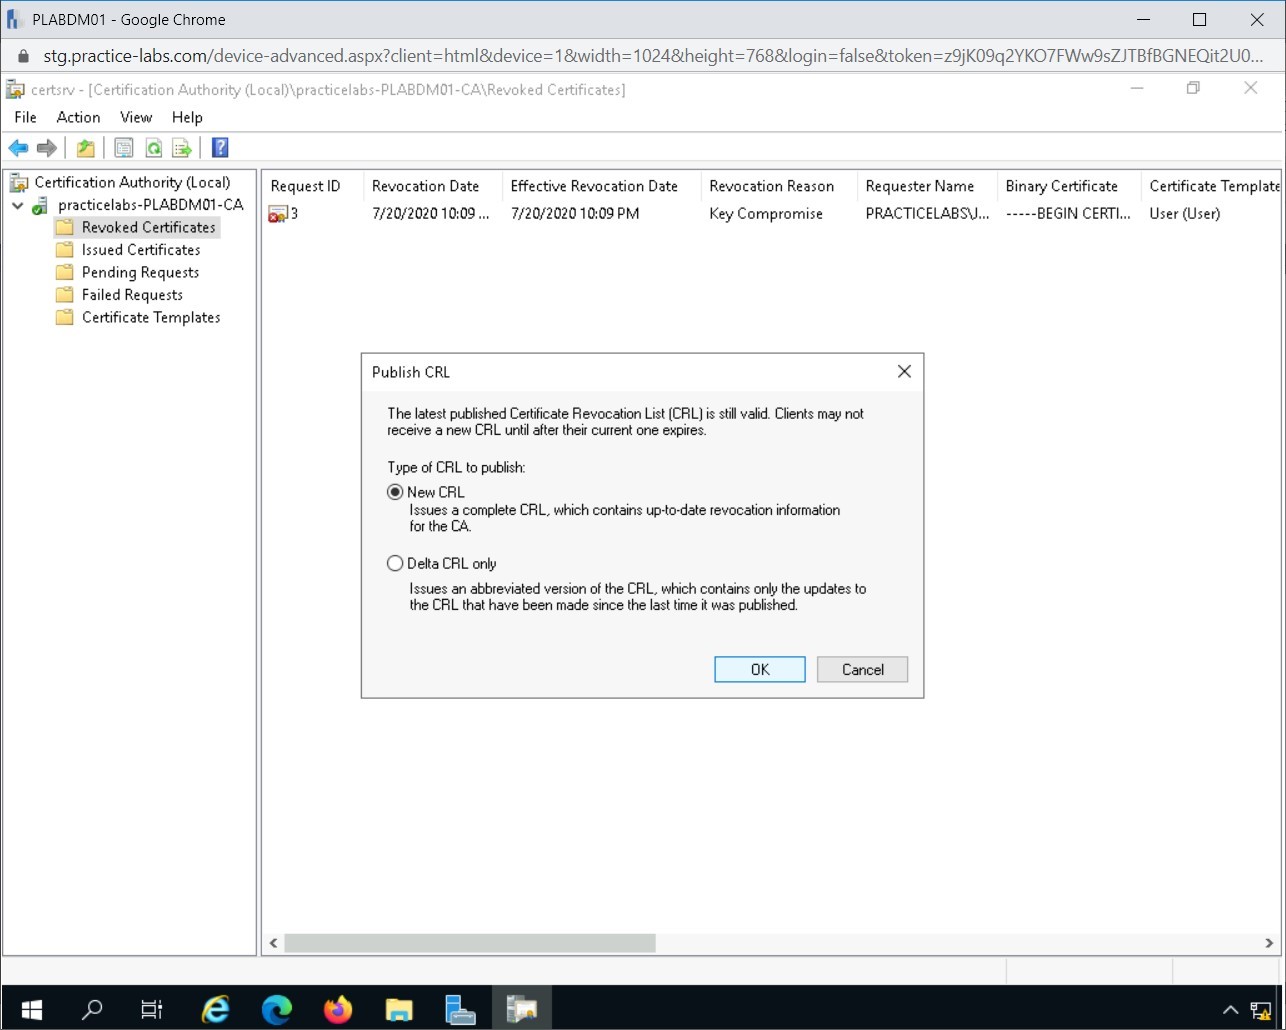 PLABDM01 - Google Chrome
stg.practice-labs.com/device-advanced.aspx?client=html&device=1&width=1024&height=768&login=false&token=z9jK09q2YKO7FWw9sZJTBfBGNEQit2U0...
certsrv - [Certification Authority (Local)\practicelabs-PLABDM01-CA\Revoked Certificates]
File Action View Help
Certification Authority (Local)
practicelabs-PLABDM01-CA
Revoked Certificates
Issued Certificates
Pending Requests
Failed Requests
Certificate Templates
Request ID Revocation Date Effective Revocation Date Revocation Reason Requester Name Binary Certificate Certificate Template
3 7/20/2020 10:09 ... 7/20/2020 10:09 PM Key Compromise PRACTICELABS\J... -----BEGIN CERTI... User (User)
Publish CRL
The latest published Certificate Revocation List (CRL) is still valid. Clients may not
receive a new CRL until after their current one expires.
Type of CRL to publish:
New CRL
Issues a complete CRL, which contains up-to-date revocation information
for the CA.
Delta CRL only
Issues an abbreviated version of the CRL, which contains only the updates to
the CRL that have been made since the last time it was published.
OK Cancel